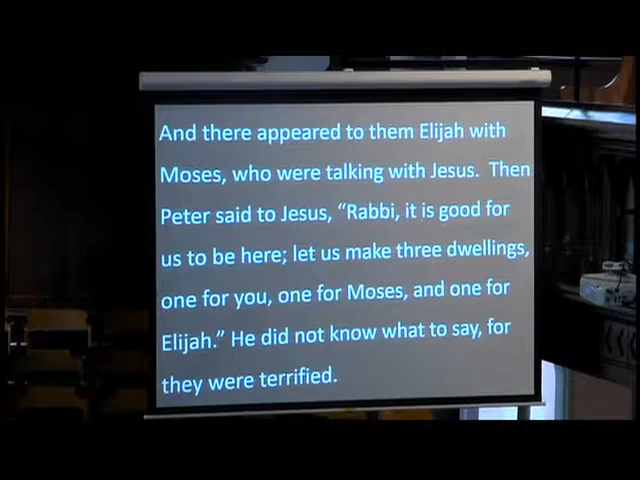 And there appeared to them Elijah with
Moses, who were talking with Jesus. Then
Peter said to Jesus, “Rabbi, it is good for
us to be here; let us make three dwellings,
one for you, one for Moses, and one for
Elijah.” He did not know what to say, for
they were terrified.